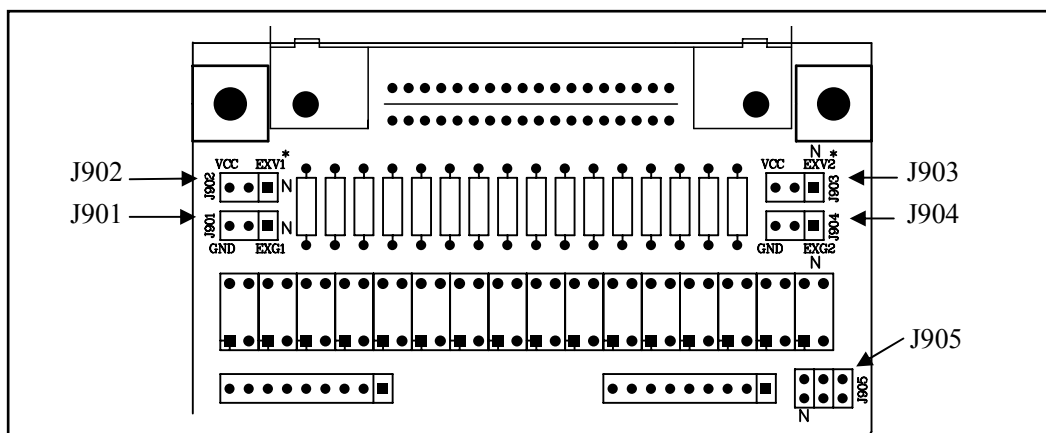 N
VCC EXV1 *
VCC EXV2 *
J902
J902
N
J903
J903
J901
J901
N
J904
J904
GND EXG1
GND EXG2
N
J905
J905
N